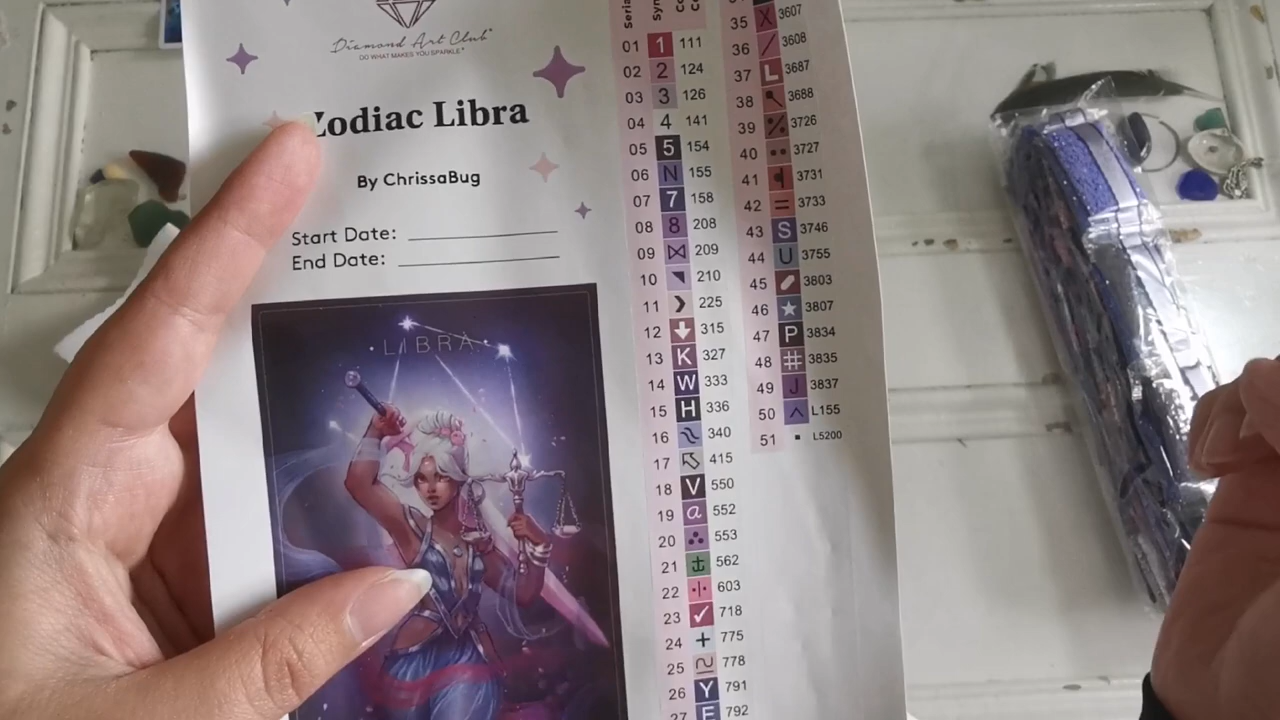 Diamond Art Club®
DO WHAT MAKES YOU SPARKLE®
Zodiac Libra
By ChrissaBug
Start Date:
End Date:
LIBRA
01 1 111
02 2 124
03 3 126
04 4 141
05 5 154
06 N 155
07 7 158
08 8 208
09 209
10 210
11 225
12 315
13 K 327
14 W 333
15 H 336
16 340
17 415
18 V 550
19 a 552
20 553
21 562
22 603
23 718
24 + 775
25 778
26 Y 791
27 792
35 X 3607
36 / 3608
37 L 3687
38 3688
39 3726
40 3727
41 3731
42 = 3733
43 S 3746
44 U 3755
45 3803
46 3807
47 P 3834
48 # 3835
49 J 3837
50 L155
51 L5200